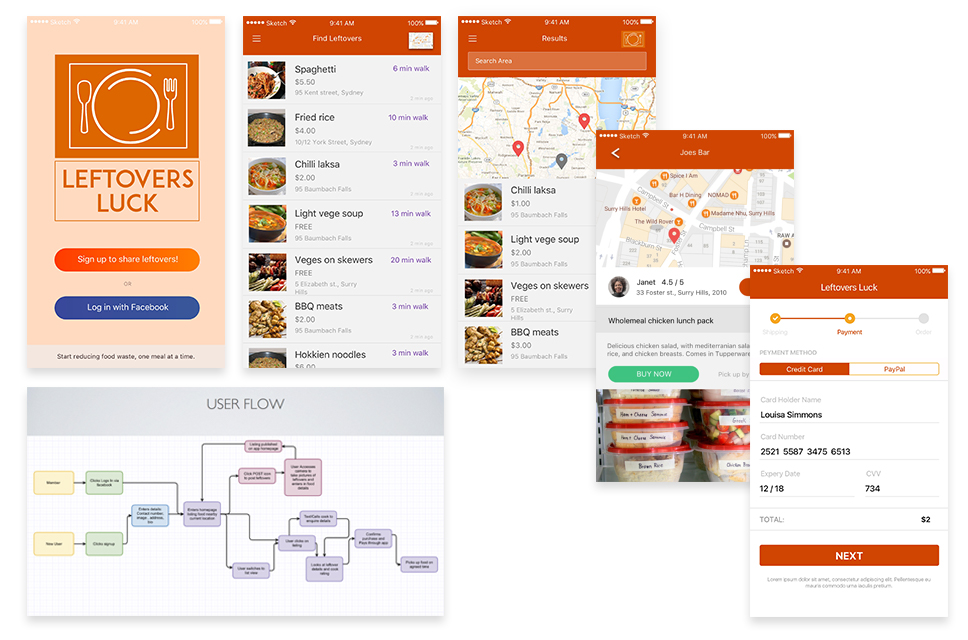 Sketch
9:41 AM
100%
LEFTOVERS
LUCK
Sign up to share leftovers!
OR
Log in with Facebook
Start reducing food waste, one meal at a time.
Sketch
9:41 AM
100%
Find Leftovers
Spaghetti
6 min walk
$5.50
95 Kent street, Sydney
2 min ago
Fried rice
10 min walk
$4.00
10/12 York Street, Sydney
2 min ago
Chilli laksa
3 min walk
$2.00
95 Baumbach Falls
2 min ago
Light vege soup
13 min walk
FREE
95 Baumbach Falls
2 min ago
Veges on skewers
20 min walk
FREE
5 Elizabeth st., Surry
Hills
2 min ago
BBQ meats
3 min walk
$2.00
95 Baumbach Falls
2 min ago
Hokkien noodles
3 min walk
$6.00
Sketch
9:41 AM
100%
Results
Search Area
Chilli laksa
$1.00
95 Baumbach Falls
Light vege soup
$2.00
95 Baumbach Falls
Veges on skewers
FREE
5 Elizabeth st., Surry
Hills
BBQ meats
$3.00
95 Baumbach Falls
Sketch
9:41 AM
100%
Joes Bar
Spice I Am
Campbell St
Bar H Dining
NOMAD
Surry Hills Hotel
Madame Nhu, Surry Hills
The Wild Rover
Campbell St
RAW A
Blackburn St
Janet 4.5 / 5
33 Foster st., Surry Hills, 2010
Wholemeal chicken lunch pack
Delicious chicken salad, with mediterranian sala
rice, and chicken breasts. Comes in Tupperware
BUY NOW
Pick up by
Ham + Cheese Sammie
Ham + Cheese Sammie
Brown Rice
Sketch
9:41 AM
100%
Leftovers Luck
Shipping
Payment
Order
PEYMENT METHOD
Credit Card
PayPal
Card Holder Name
Louisa Simmons
Card Number
2521 5587 3475 6513
Expery Date
CVV
12 / 18
734
TOTAL:
$2
NEXT
Lorem ipsum dolor sit amet, consectetur adipiscing elit. Pellentesque eu
mauris commodo urna iaculis pretium.
USER FLOW
Member
Clicks Log in via
facebook
New User
Clicks signup
Enters details.
Contact number,
image , address,
bio
Enters homepage
listing food nearby
current location
Listing published
on app homepage
Click POST icon
to post leftovers
User Accesses
camera to
take pictures of
leftovers and
enters in food
details
Text/Calls cook to
enquire details
User clicks on
listing
User switches to
list view
Looks at leftover
details and cook
rating
Confirms
purchase and
Pays through app
Picks up food on
agreed time